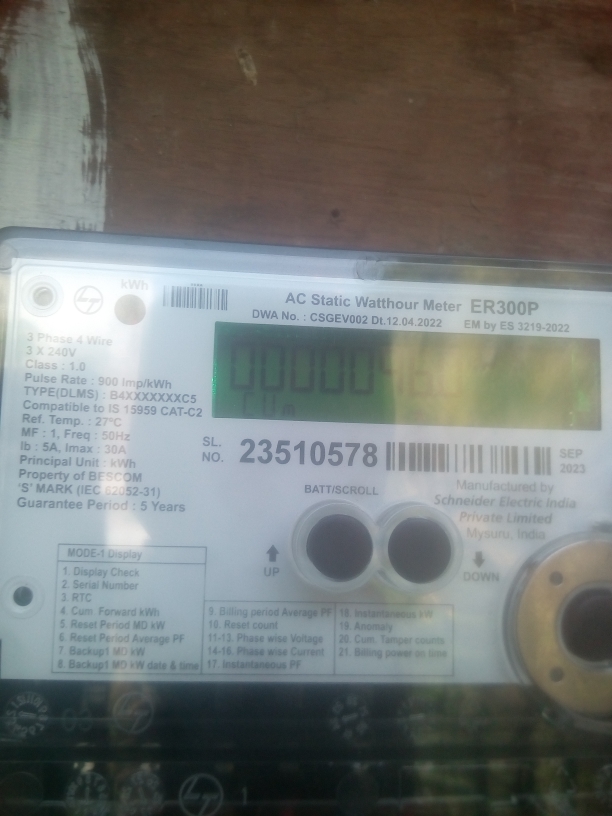 kWh
AC Static Watthour Meter ER300P
DWA No. : CSGEV002 Dt.12.04.2022 EM by ES 3219-2022
3 Phase 4 Wire
3 X 240V
Class : 1.0
Pulse Rate : 900 Imp/kWh
TYPE(DLMS) : B4XXXXXXXC5
Compatible to IS 15959 CAT-C2
Ref. Temp. : 27°C
MF : 1, Freq : 50Hz
Ib : 5A, Imax : 30A
Principal Unit : kWh
Property of BESCOM
'S' MARK (IEC 62052-31)
Guarantee Period : 5 Years
CUm
SL. NO. 23510578
SEP 2023
Manufactured by
Schneider Electric India
Private Limited
Mysuru, India
BATT/SCROLL
UP
DOWN
MODE-1 Display
1. Display Check
2. Serial Number
3. RTC
4. Cum. Forward kWh
5. Reset Period MD kW
6. Reset Period Average PF
7. Backup1 MD kW
8. Backup1 MD kW date & time
9. Billing period Average PF
10. Reset count
11-13. Phase wise Voltage
14-16. Phase wise Current
17. Instantaneous PF
18. Instantaneous kW
19. Anomaly
20. Cum. Tamper counts
21. Billing power on time